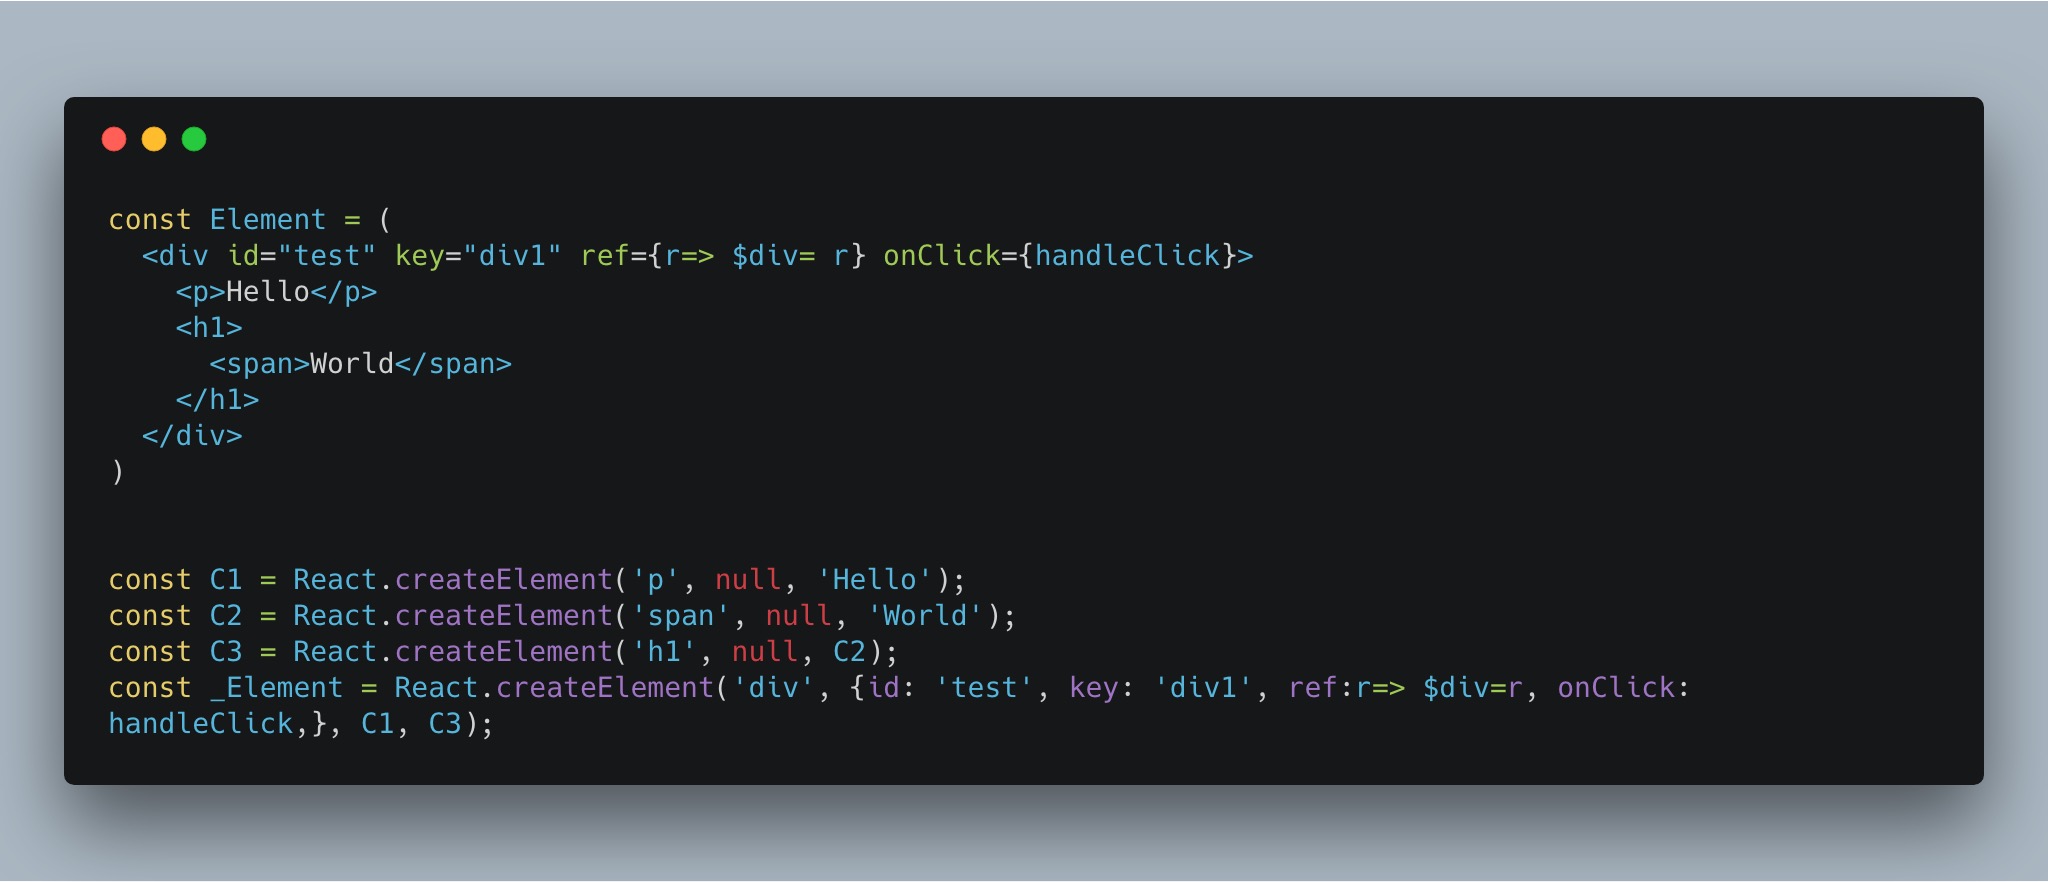 const Element = (
  <div id="test" key="div1" ref={r=> $div= r} onClick={handleClick}>
    <p>Hello</p>
    <h1>
      <span>World</span>
    </h1>
  </div>
)
const C1 = React.createElement('p', null, 'Hello');
const C2 = React.createElement('span', null, 'World');
const C3 = React.createElement('h1', null, C2);
const _Element = React.createElement('div', {id: 'test', key: 'div1', ref:r=> $div=r, onClick:
handleClick,}, C1, C3);